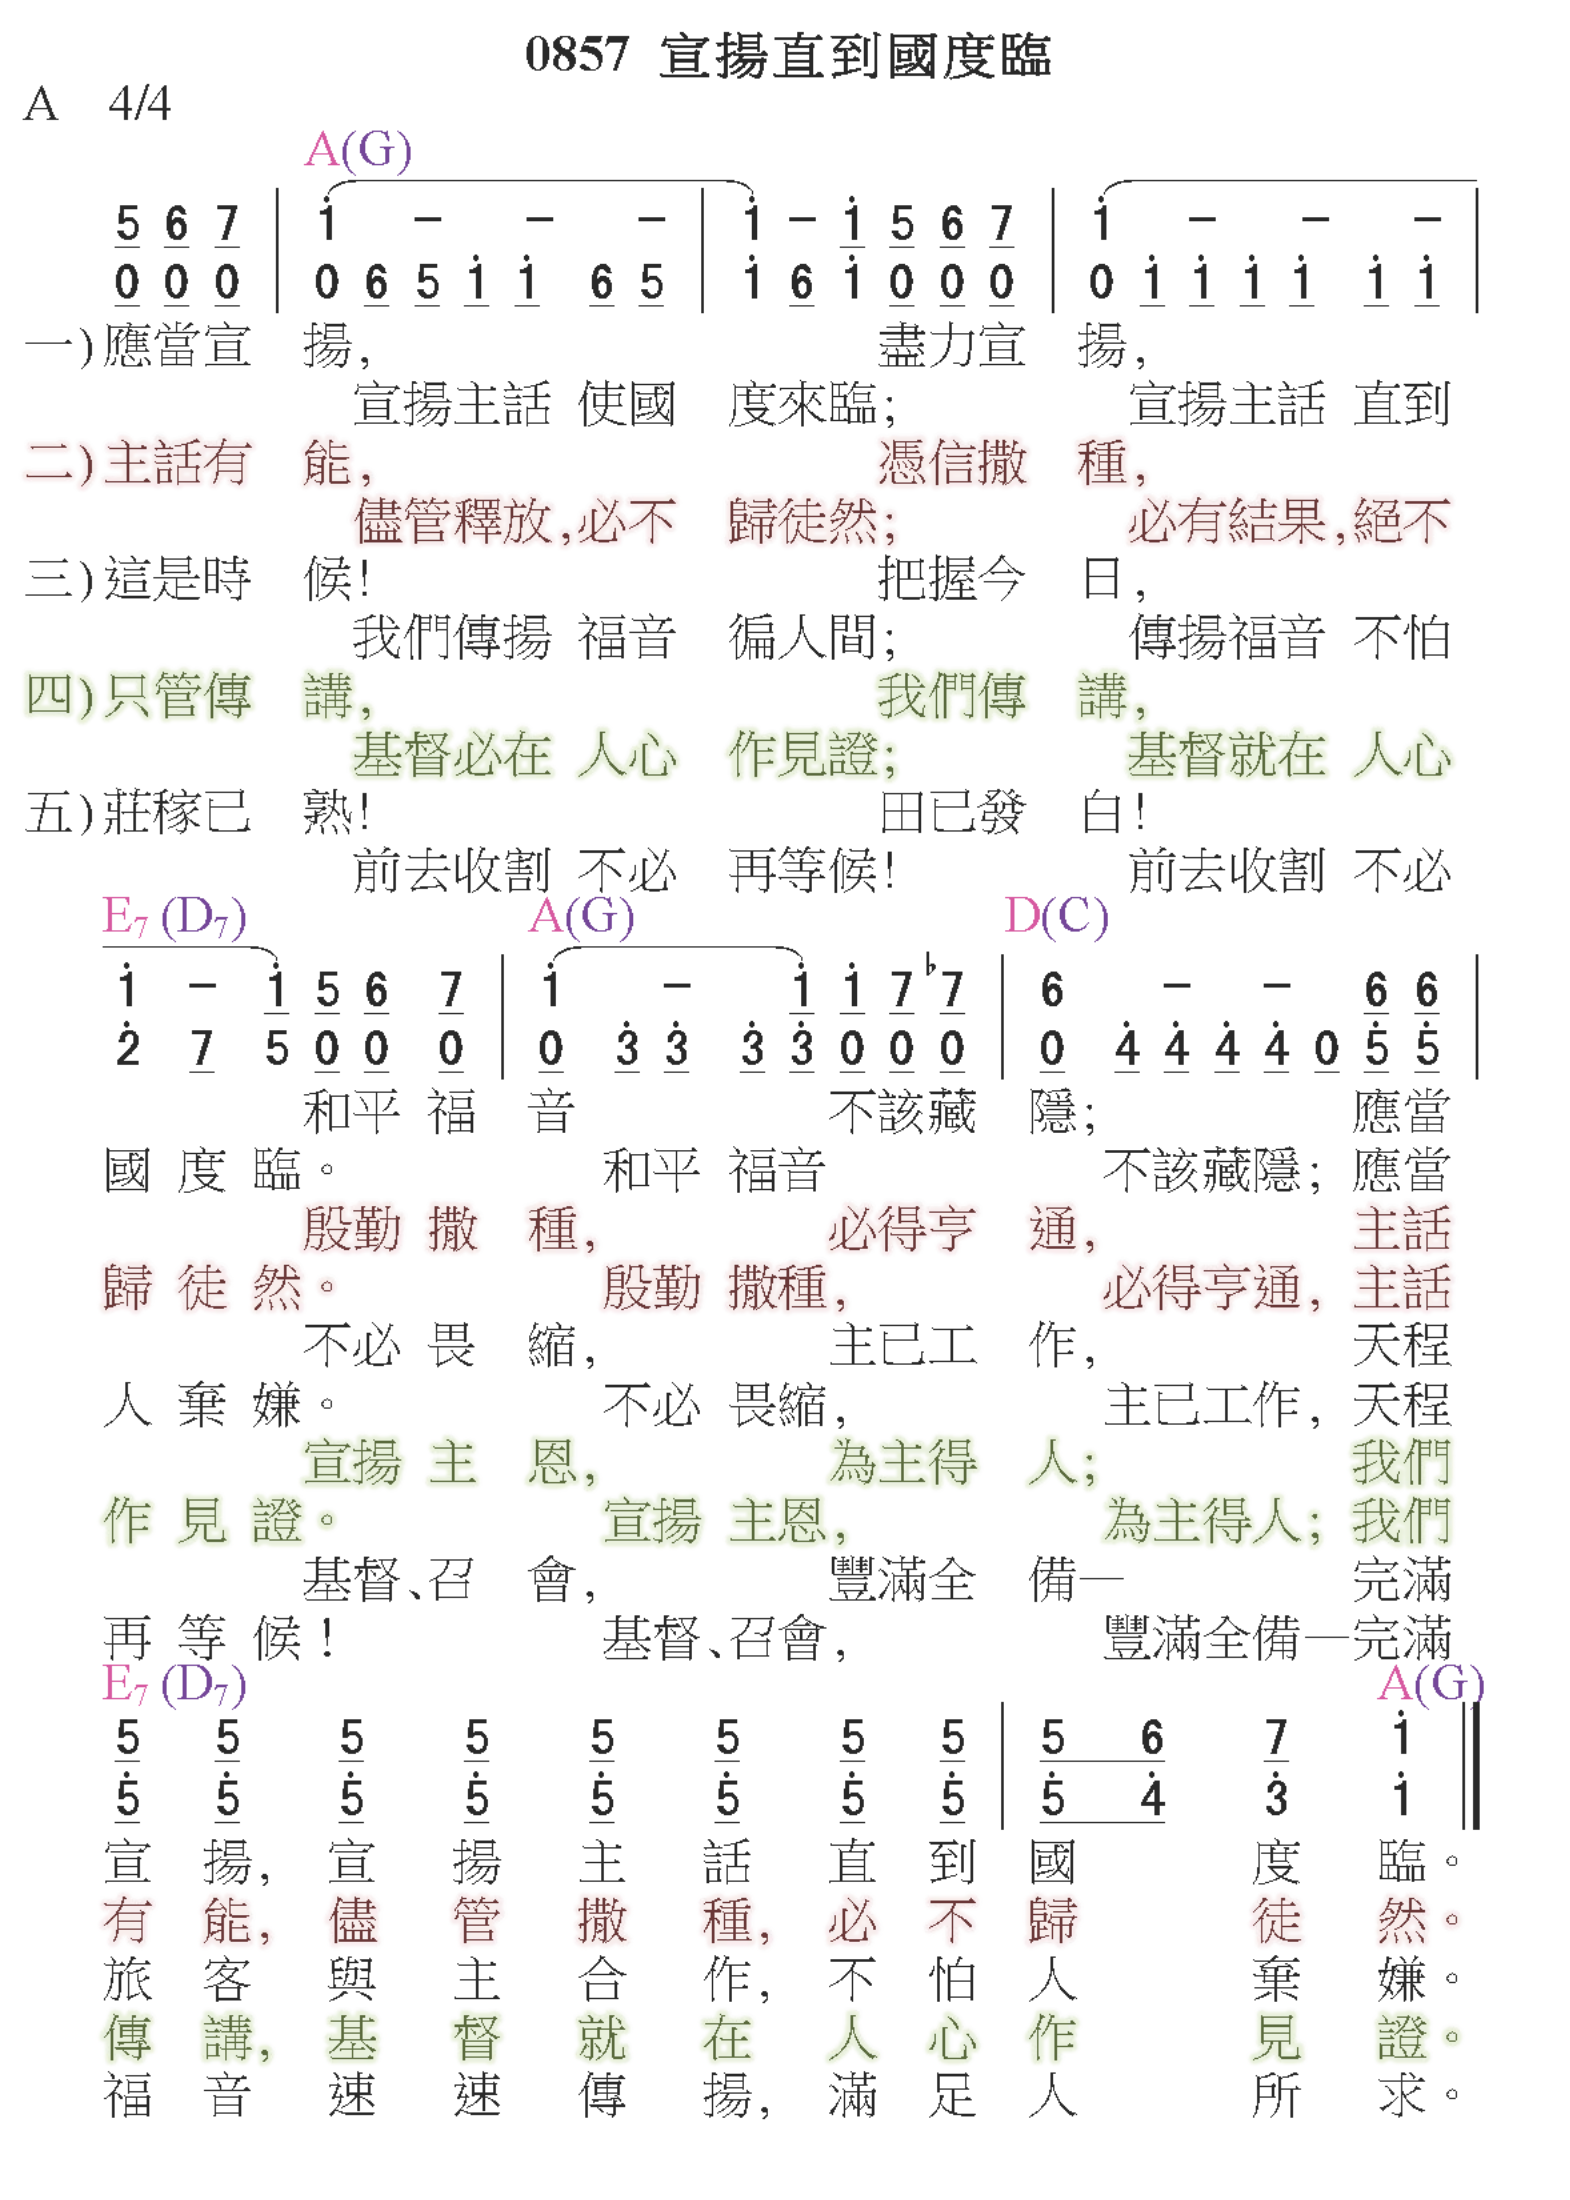 0857 宣揚直到國度臨
A 4/4
A(G)
5 6 7 | 1 - - - | 1 - 1 5 6 7 | 1 - - - |
0 0 0 | 0 6 5 1 1 6 5 | 1 6 1 0 0 0 | 0 1 1 1 1 1 1 |
一)應當宣 揚, 盡力宣 揚,
宣揚主話 使國 度來臨; 宣揚主話 直到
二)主話有 能, 憑信撒 種,
儘管釋放,必不 歸徒然; 必有結果,絕不
三)這是時 候! 把握今 日,
我們傳揚 福音 徧人間; 傳揚福音 不怕
四)只管傳 講, 我們傳 講,
基督必在 人心 作見證; 基督就在 人心
五)莊稼已 熟! 田已發 白!
前去收割 不必 再等候! 前去收割 不必
E7 (D7) A(G) D(C)
1 - 1 5 6 7 | 1 - 1 1 7 ♭7 | 6 - - 6 6 |
2 7 5 0 0 0 | 0 3 3 3 3 0 0 0 | 0 4 4 4 4 0 5 5 |
和平 福 音 不該藏 隱; 應當
國 度 臨。 和平 福音 不該藏隱; 應當
殷勤 撒 種, 必得亨 通, 主話
歸 徒 然。 殷勤 撒種, 必得亨通, 主話
不必 畏 縮, 主已工 作, 天程
人 棄 嫌。 不必 畏縮, 主已工作, 天程
宣揚 主 恩, 為主得 人; 我們
作 見 證。 宣揚 主恩, 為主得人; 我們
基督、召 會, 豐滿全 備— 完滿
再 等 候! 基督、召會, 豐滿全備—完滿
E7 (D7) A(G)
5 5 5 5 5 5 5 5 | 5 6 7 1 ‖
5 5 5 5 5 5 5 5 | 5 4 3 1 ‖
宣 揚, 宣 揚 主 話 直 到 國 度 臨。
有 能, 儘 管 撒 種, 必 不 歸 徒 然。
旅 客 與 主 合 作, 不 怕 人 棄 嫌。
傳 講, 基 督 就 在 人 心 作 見 證。
福 音 速 速 傳 揚, 滿 足 人 所 求。